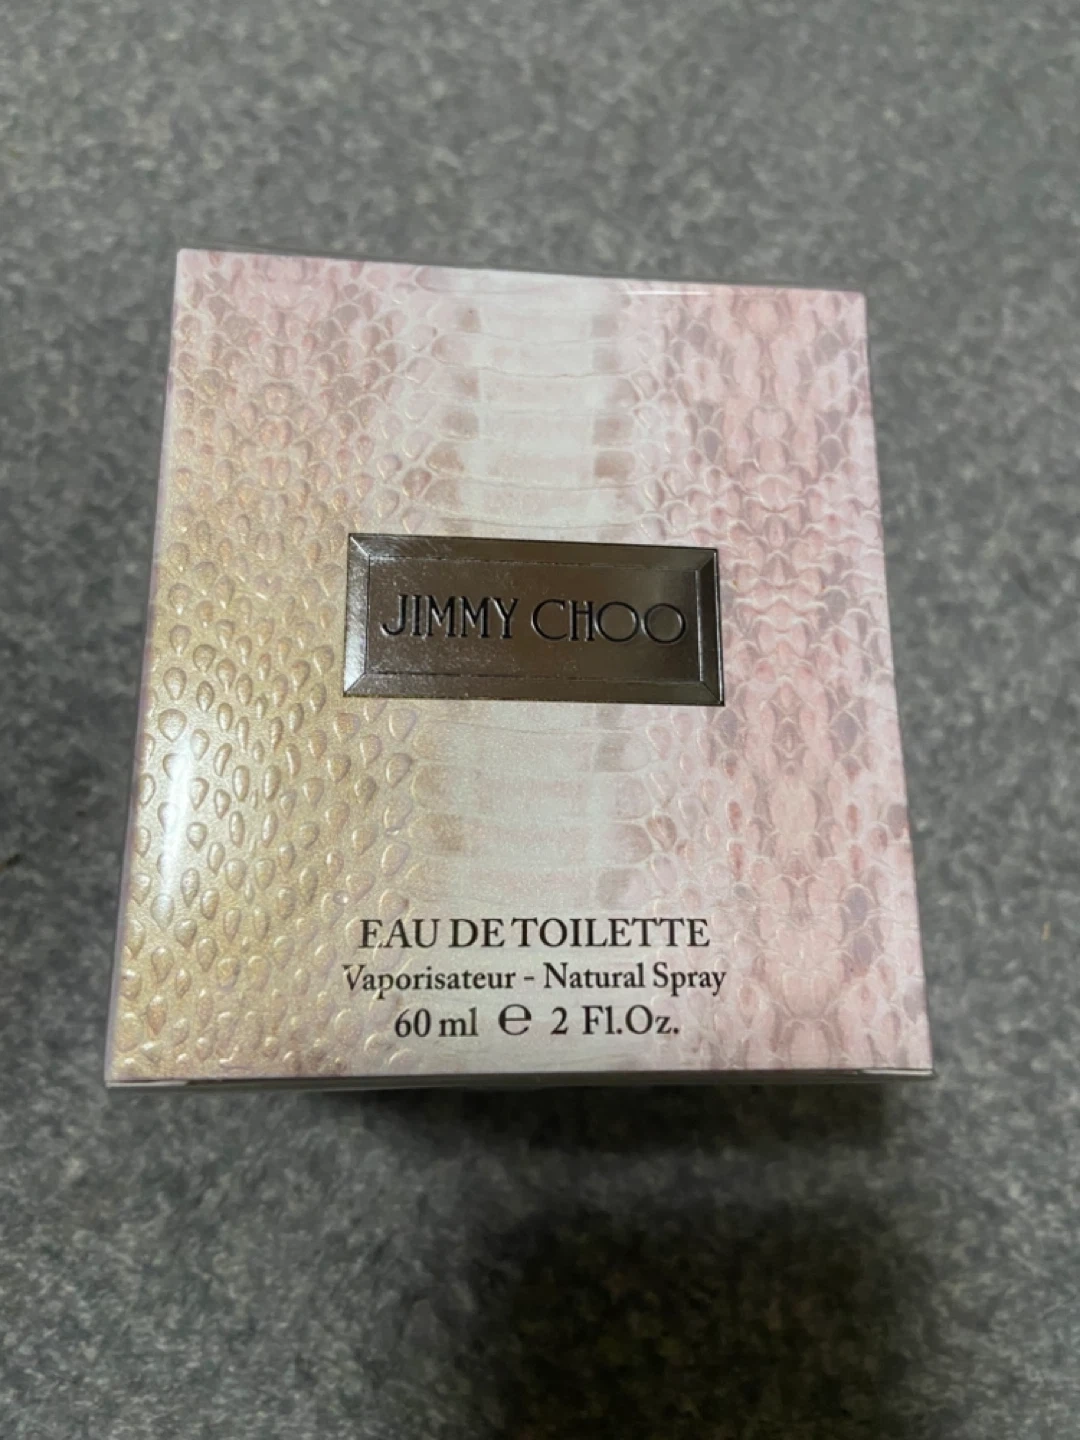 JIMMY CHOO
EAU DE TOILETTE
Vaporisateur - Natural Spray
60 ml ℮ 2 Fl.Oz.